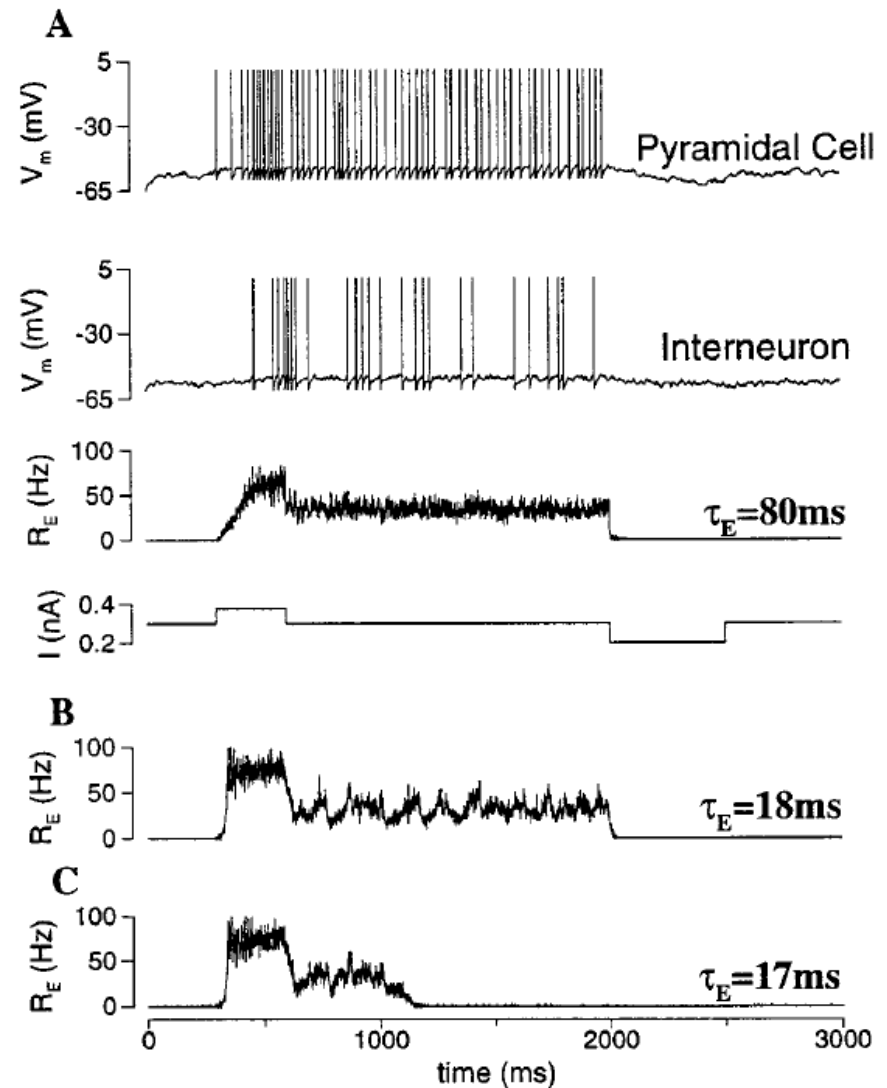 A
5
-30
-65
Vm (mV)
Pyramidal Cell
5
-30
-65
Vm (mV)
Interneuron
100
50
0
RE (Hz)
τE=80ms
0.4
0.2
I (nA)
B
100
50
0
RE (Hz)
τE=18ms
C
100
50
0
RE (Hz)
τE=17ms
0 1000 2000 3000
time (ms)